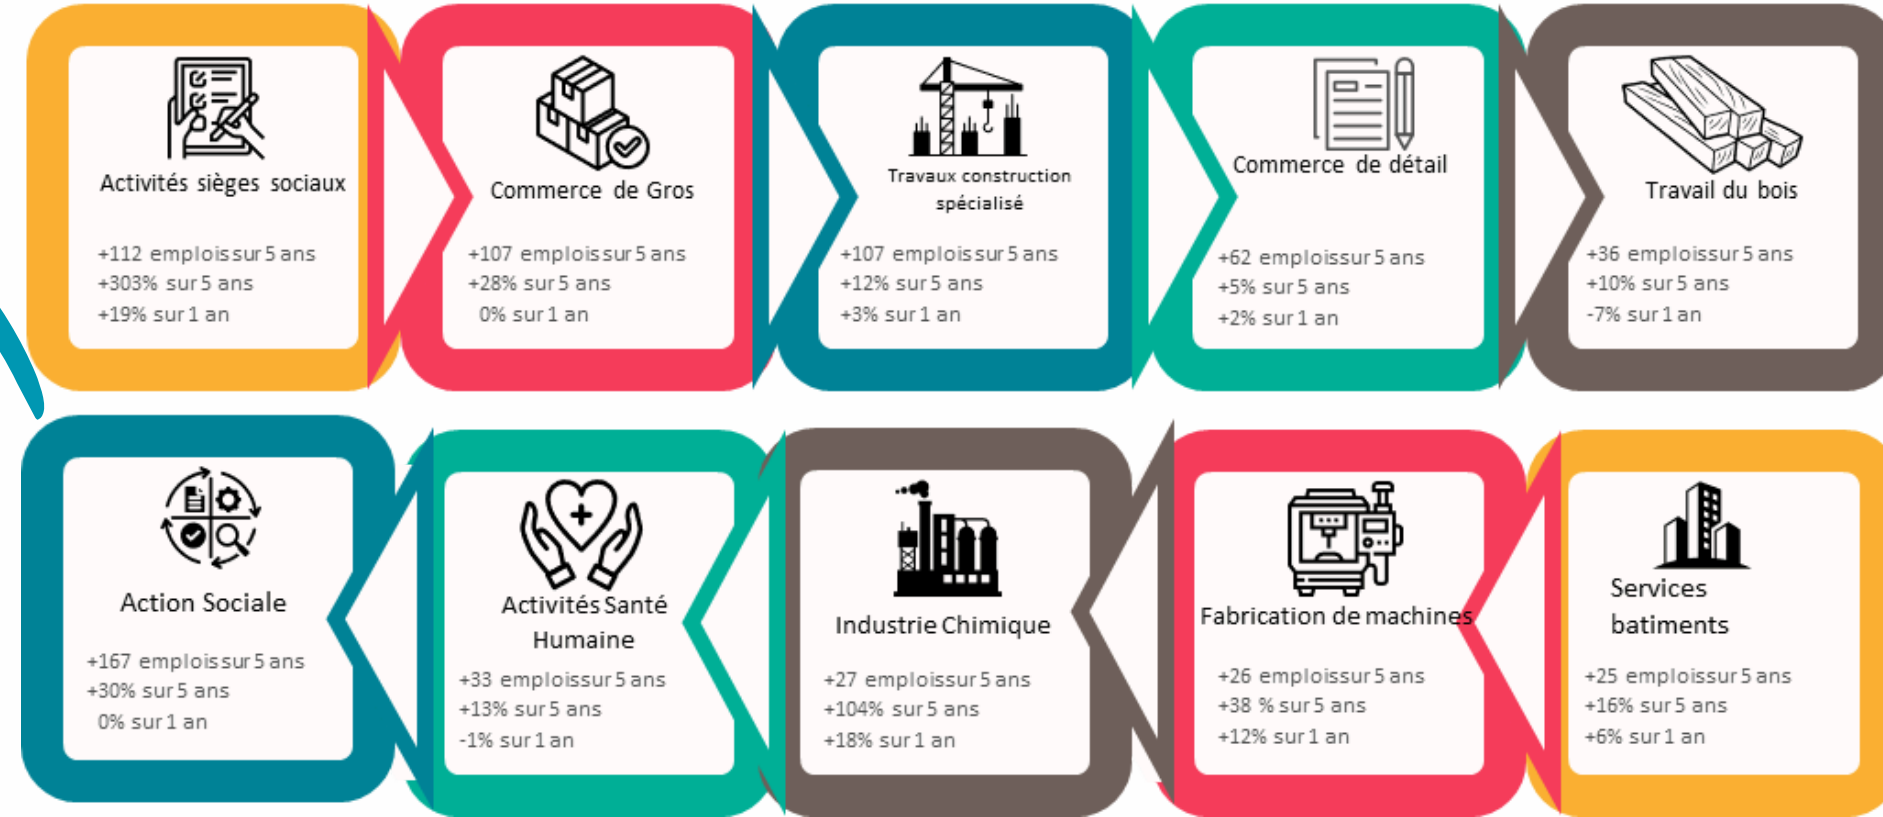 Activités sièges sociaux
+112 emplois sur 5 ans
+303% sur 5 ans
+19% sur 1 an
Commerce de Gros
+107 emplois sur 5 ans
+28% sur 5 ans
0% sur 1 an
Travaux construction
spécialisé
+107 emplois sur 5 ans
+12% sur 5 ans
+3% sur 1 an
Commerce de détail
+62 emplois sur 5 ans
+5% sur 5 ans
+2% sur 1 an
Travail du bois
+36 emplois sur 5 ans
+10% sur 5 ans
-7% sur 1 an
Action Sociale
+167 emplois sur 5 ans
+30% sur 5 ans
0% sur 1 an
Activités Santé
Humaine
+33 emplois sur 5 ans
+13% sur 5 ans
-1% sur 1 an
Industrie Chimique
+27 emplois sur 5 ans
+104% sur 5 ans
+18% sur 1 an
Fabrication de machines
+26 emplois sur 5 ans
+38 % sur 5 ans
+12% sur 1 an
Services
batiments
+25 emplois sur 5 ans
+16% sur 5 ans
+6% sur 1 an